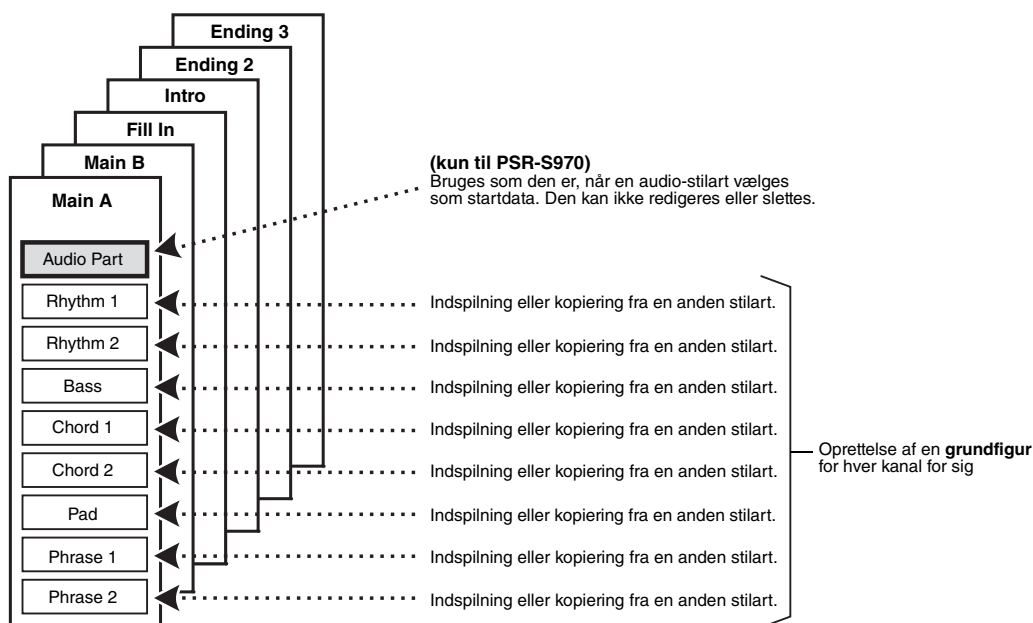 Ending 3
Ending 2
Intro
Fill In
Main B
Main A
(kun til PSR-S970)
Bruges som den er, når en audio-stilart vælges
som startdata. Den kan ikke redigeres eller slettes.
Audio Part
Rhythm 1
Indspilning eller kopiering fra en anden stilart.
Rhythm 2
Indspilning eller kopiering fra en anden stilart.
Bass
Indspilning eller kopiering fra en anden stilart.
Chord 1
Indspilning eller kopiering fra en anden stilart.
Chord 2
Indspilning eller kopiering fra en anden stilart.
Pad
Indspilning eller kopiering fra en anden stilart.
Phrase 1
Indspilning eller kopiering fra en anden stilart.
Phrase 2
Indspilning eller kopiering fra en anden stilart.
Oprettelse af en grundfigur
for hver kanal for sig